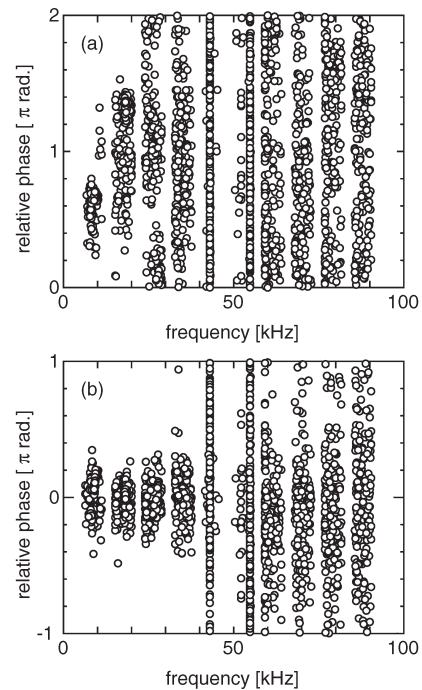 (a)
2
1
0
relative phase [ π rad.]
0
50
100
frequency [kHz]
(b)
1
0
-1
relative phase [ π rad.]
0
50
100
frequency [kHz]